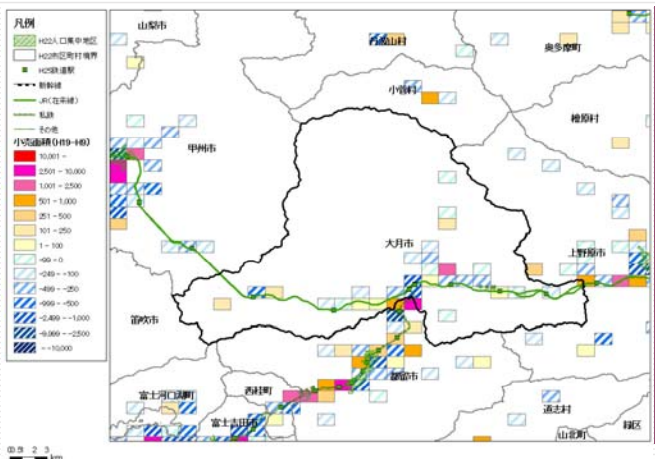 凡例
H22人口集中地区
H22市区町村境界
H25鉄道駅
新幹線
JR(在来線)
私鉄
その他
小売面積(H19-H9)
10,001 -
2,501 - 10,000
1,001 - 2,500
501 - 1,000
251 - 500
101 - 250
1 - 100
-99 - 0
-249 - -100
-499 - -250
-999 - -500
-2,499 - -1,000
-9,999 - -2,500
- -10,000
山梨市
丹波山村
奥多摩町
小菅村
檜原村
甲州市
大月市
上野原市
笛吹市
都留市
富士河口湖町
西桂町
道志村
富士吉田市
山北町
緑区
2 3
km